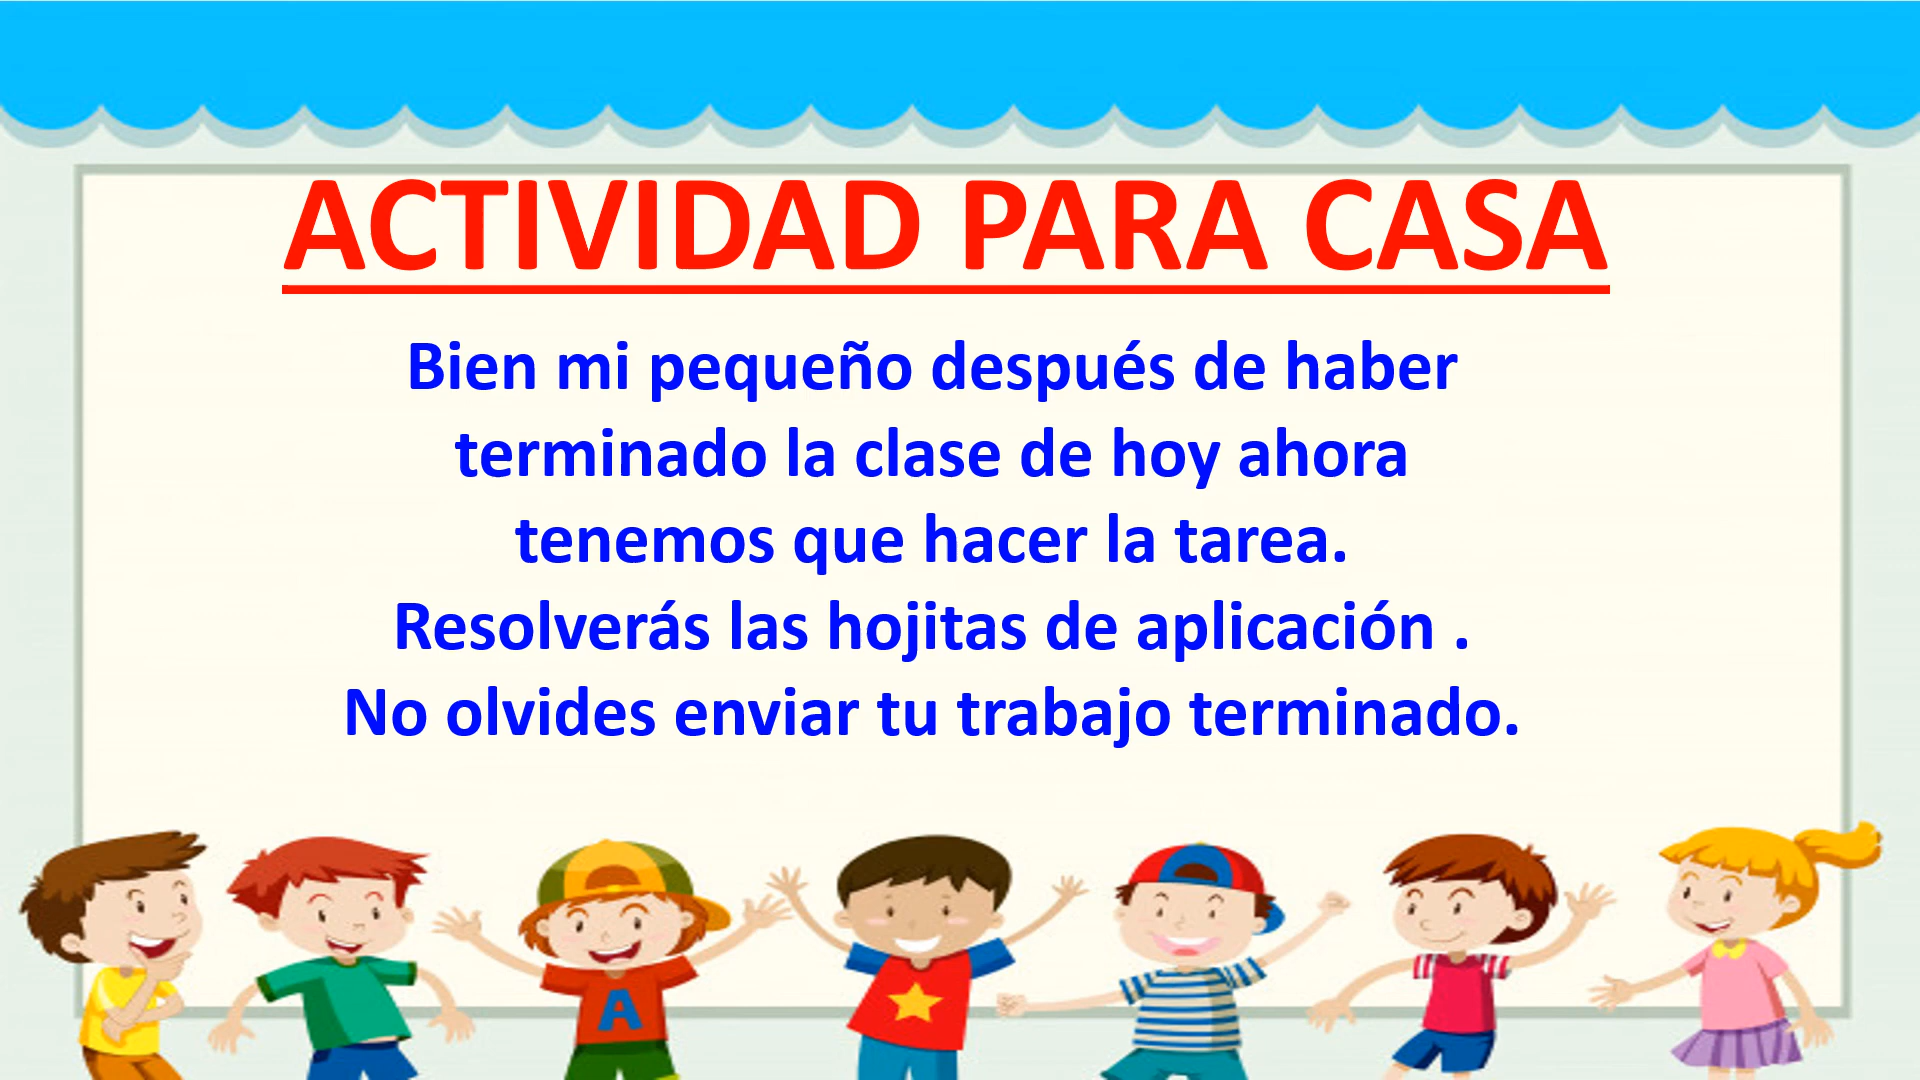 ACTIVIDAD PARA CASA
Bien mi pequeño después de haber
terminado la clase de hoy ahora
tenemos que hacer la tarea.
Resolverás las hojitas de aplicación .
No olvides enviar tu trabajo terminado.
A